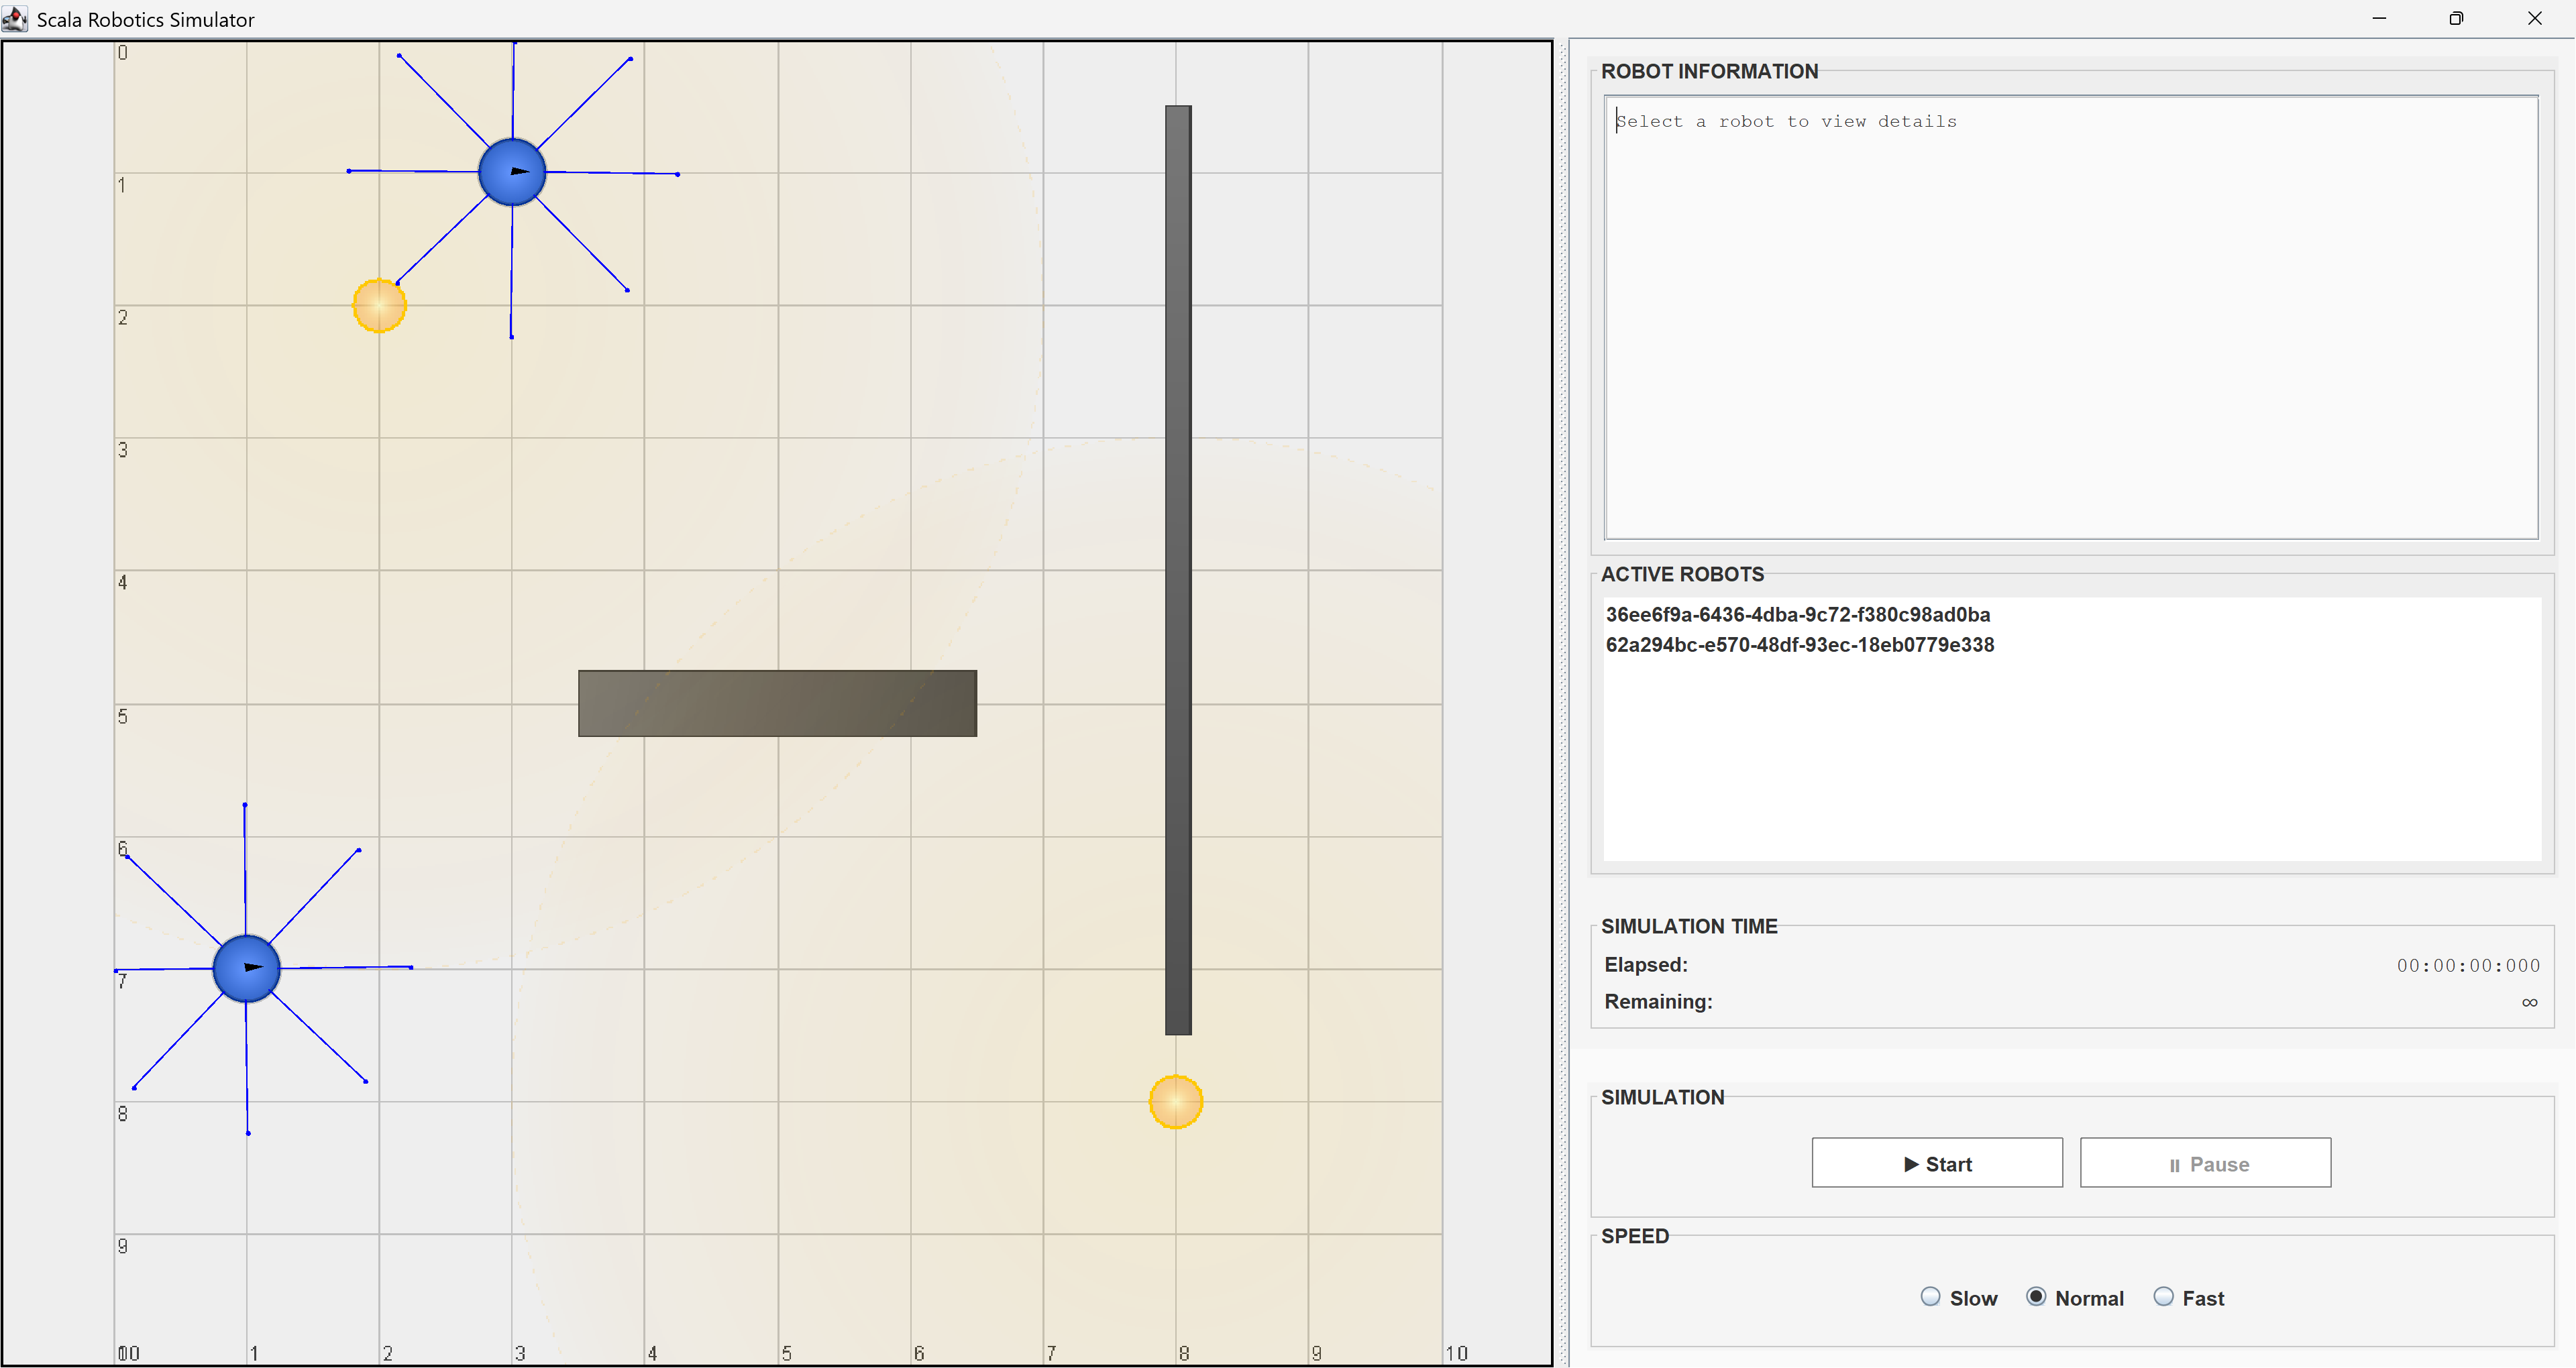 Scala Robotics Simulator
0
1
2
3
4
5
6
7
8
9
00
1
2
3
4
5
6
7
8
9
10
ROBOT INFORMATION
Select a robot to view details
ACTIVE ROBOTS
36ee6f9a-6436-4dba-9c72-f380c98ad0ba
62a294bc-e570-48df-93ec-18eb0779e338
SIMULATION TIME
Elapsed: 00:00:00:000
Remaining: ∞
SIMULATION
Start
Pause
SPEED
Slow Normal Fast